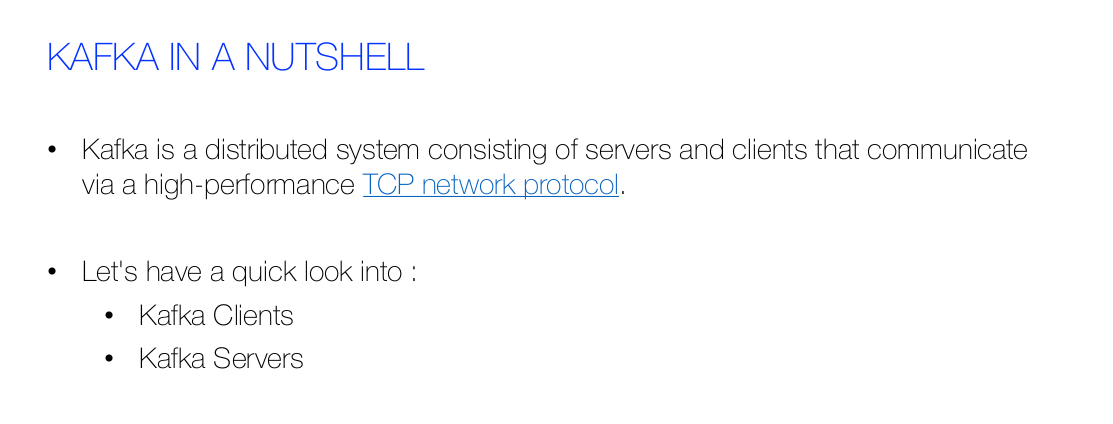 KAFKA IN A NUTSHELL
• Kafka is a distributed system consisting of servers and clients that communicate
via a high-performance TCP network protocol.
• Let's have a quick look into :
• Kafka Clients
• Kafka Servers